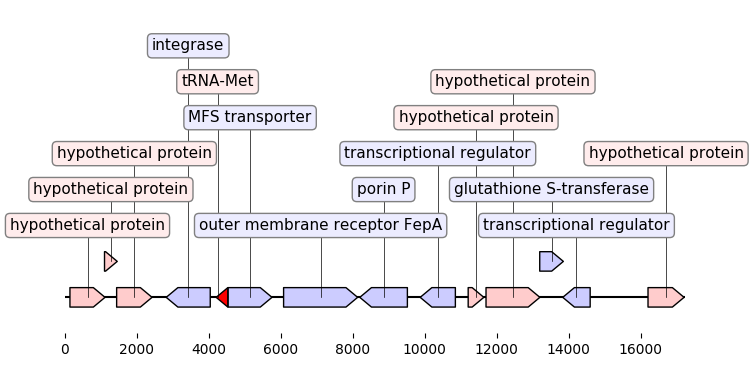 integrase
tRNA-Met
hypothetical protein
MFS transporter
hypothetical protein
hypothetical protein
transcriptional regulator
hypothetical protein
hypothetical protein
porin P
glutathione S-transferase
hypothetical protein
outer membrane receptor FepA
transcriptional regulator
0 2000 4000 6000 8000 10000 12000 14000 16000